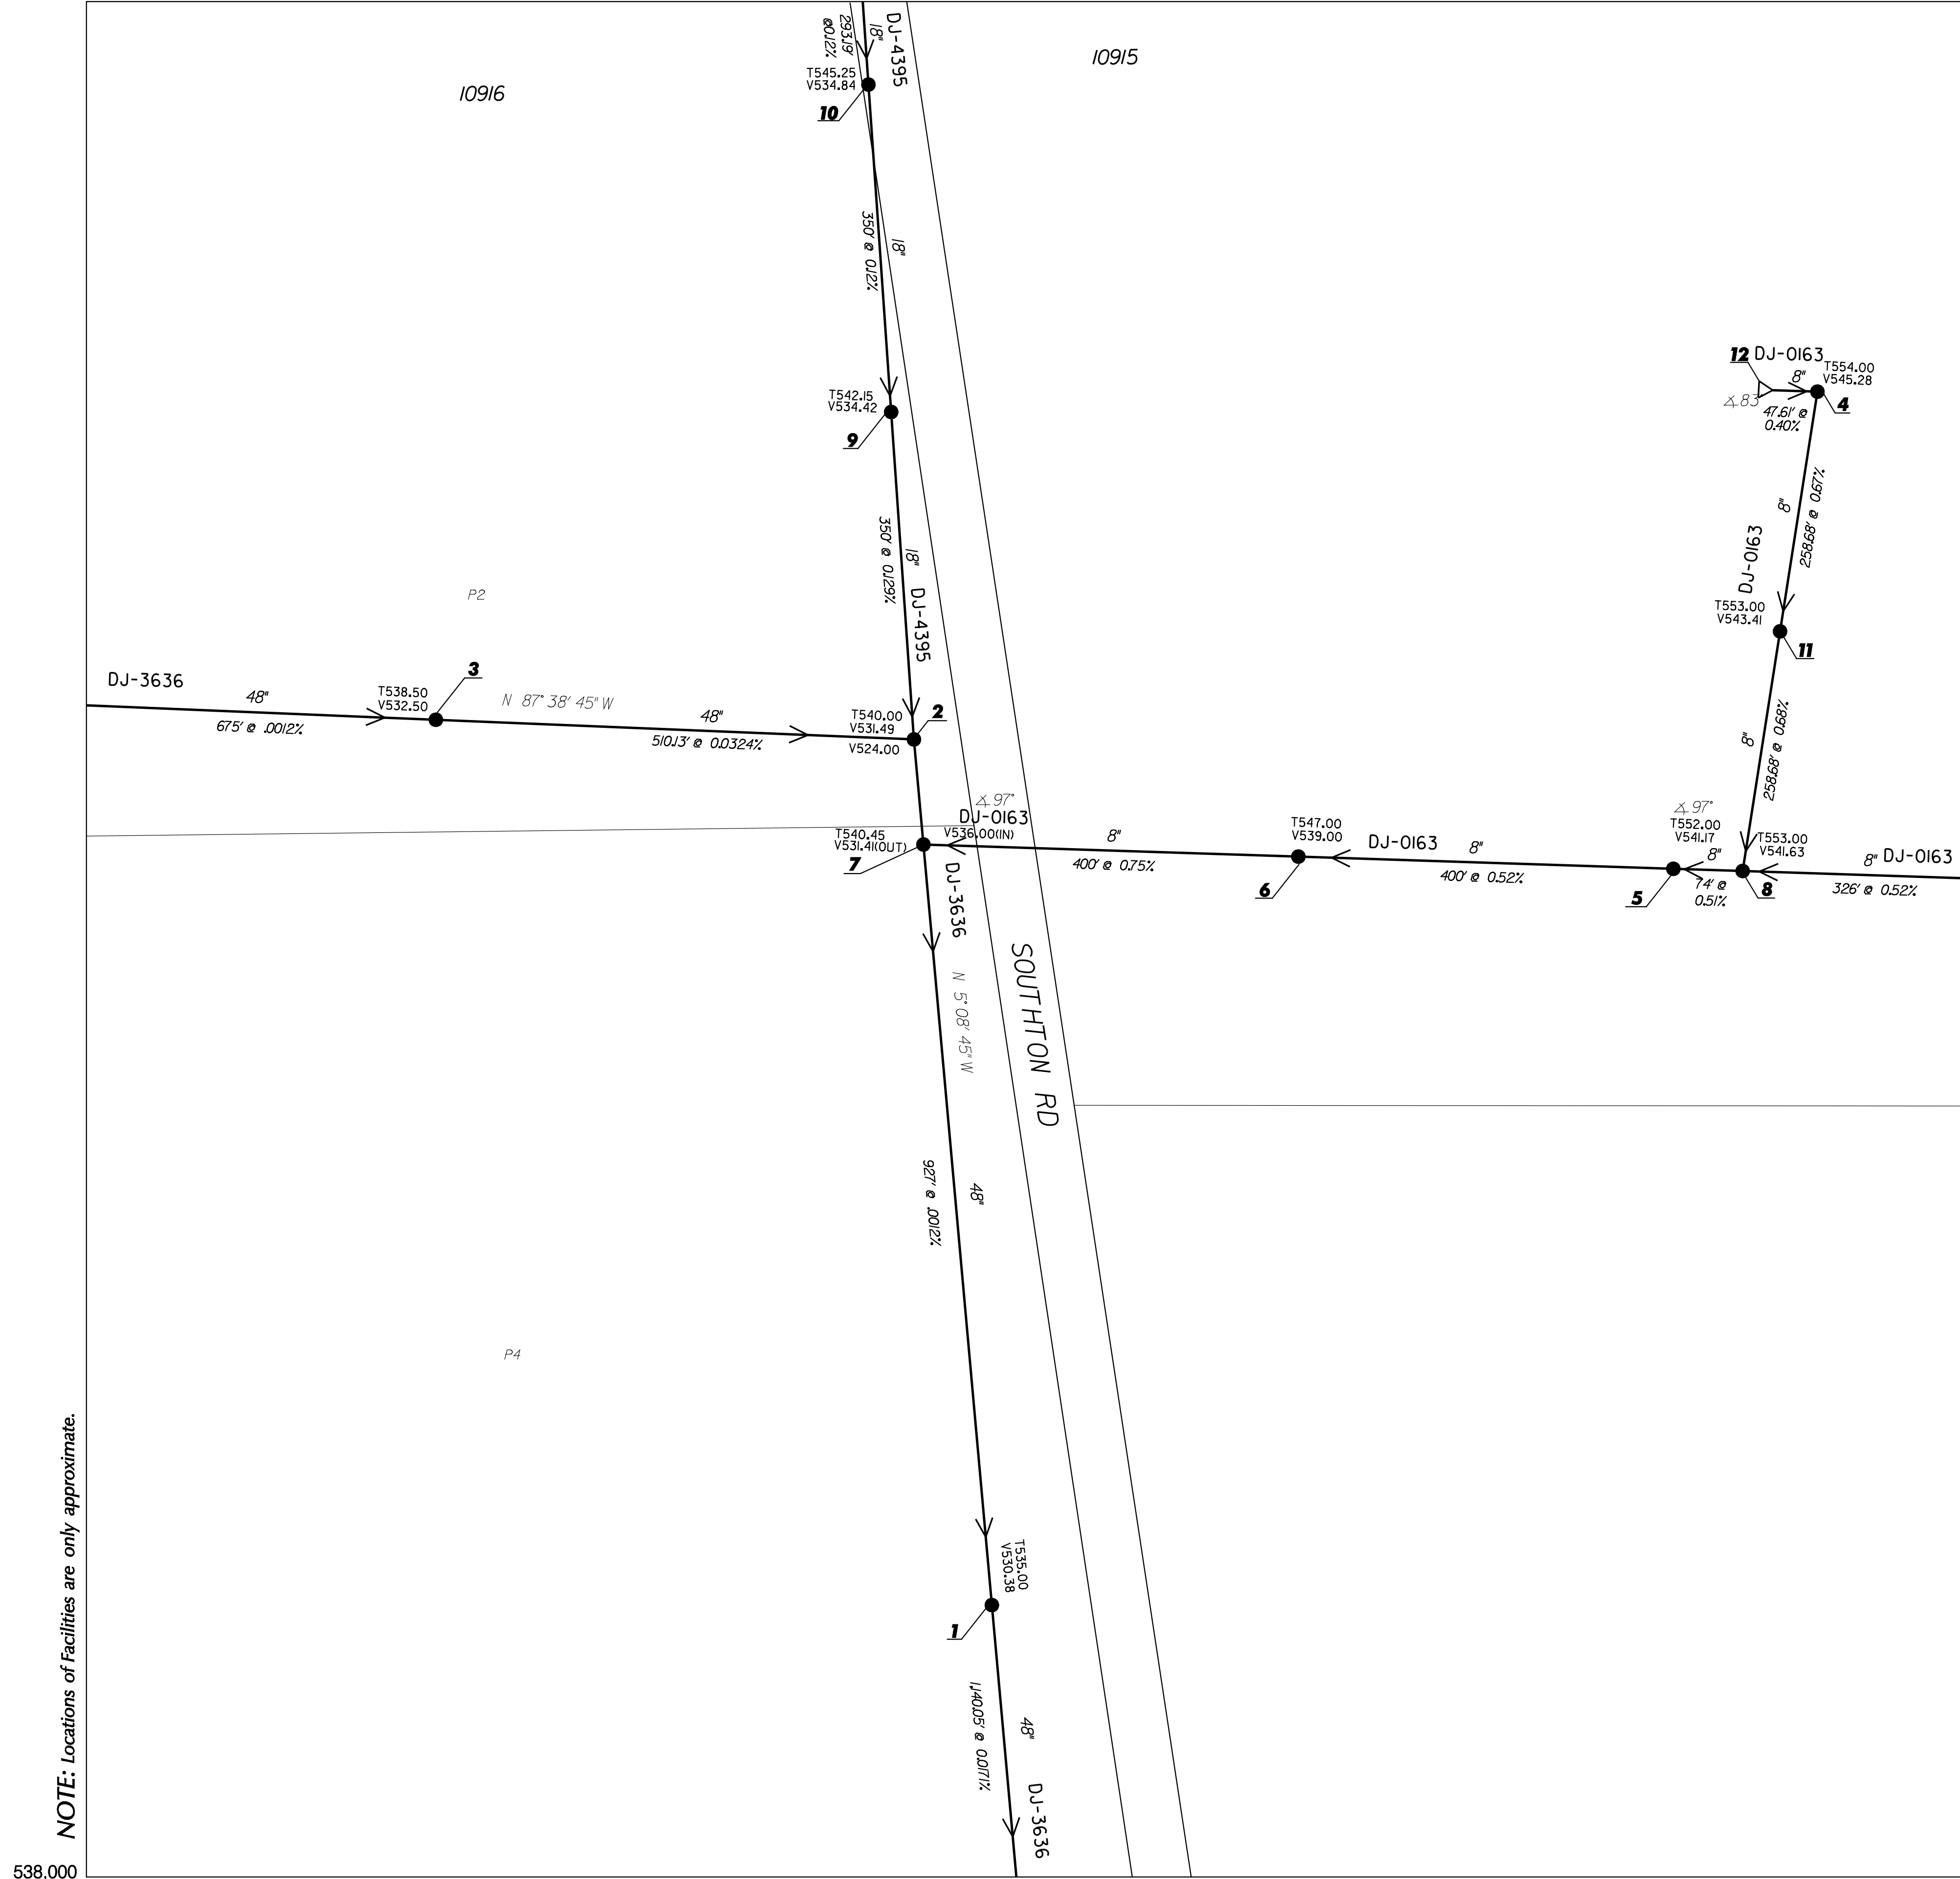 293.19'
@0.12%
18"
DJ-4395
T545.25
V534.84
10
10916
10915
350' @ 0.12%
18"
T542.15
V534.42
9
350' @ 0.129%
18"
DJ-4395
12
DJ-0163
8"
T554.00
V545.28
4
∡83
47.61' @
0.40%
8"
258.68' @ 0.67%
DJ-0163
T553.00
V543.41
11
8"
258.68' @ 0.68%
P2
DJ-3636
48"
675' @ .0012%
T538.50
V532.50
3
N 87° 38' 45" W
48"
510.13' @ 0.0324%
T540.00
V531.49
V524.00
2
∡ 97°
DJ-0163
V536.00(IN)
T540.45
V531.41(OUT)
7
8"
400' @ 0.75%
T547.00
V539.00
6
DJ-0163
8"
400' @ 0.52%
∡ 97°
T552.00
V541.17
5
8"
74' @
0.51%
T553.00
V541.63
8
8"
DJ-0163
326' @ 0.52%
DJ-3636
N 5° 08' 45" W
SOUTHTON RD
927' @ .0012%
48"
P4
T535.00
V530.38
1
1,140.05' @ 0.0171%
48"
DJ-3636
NOTE: Locations of Facilities are only approximate.
538,000